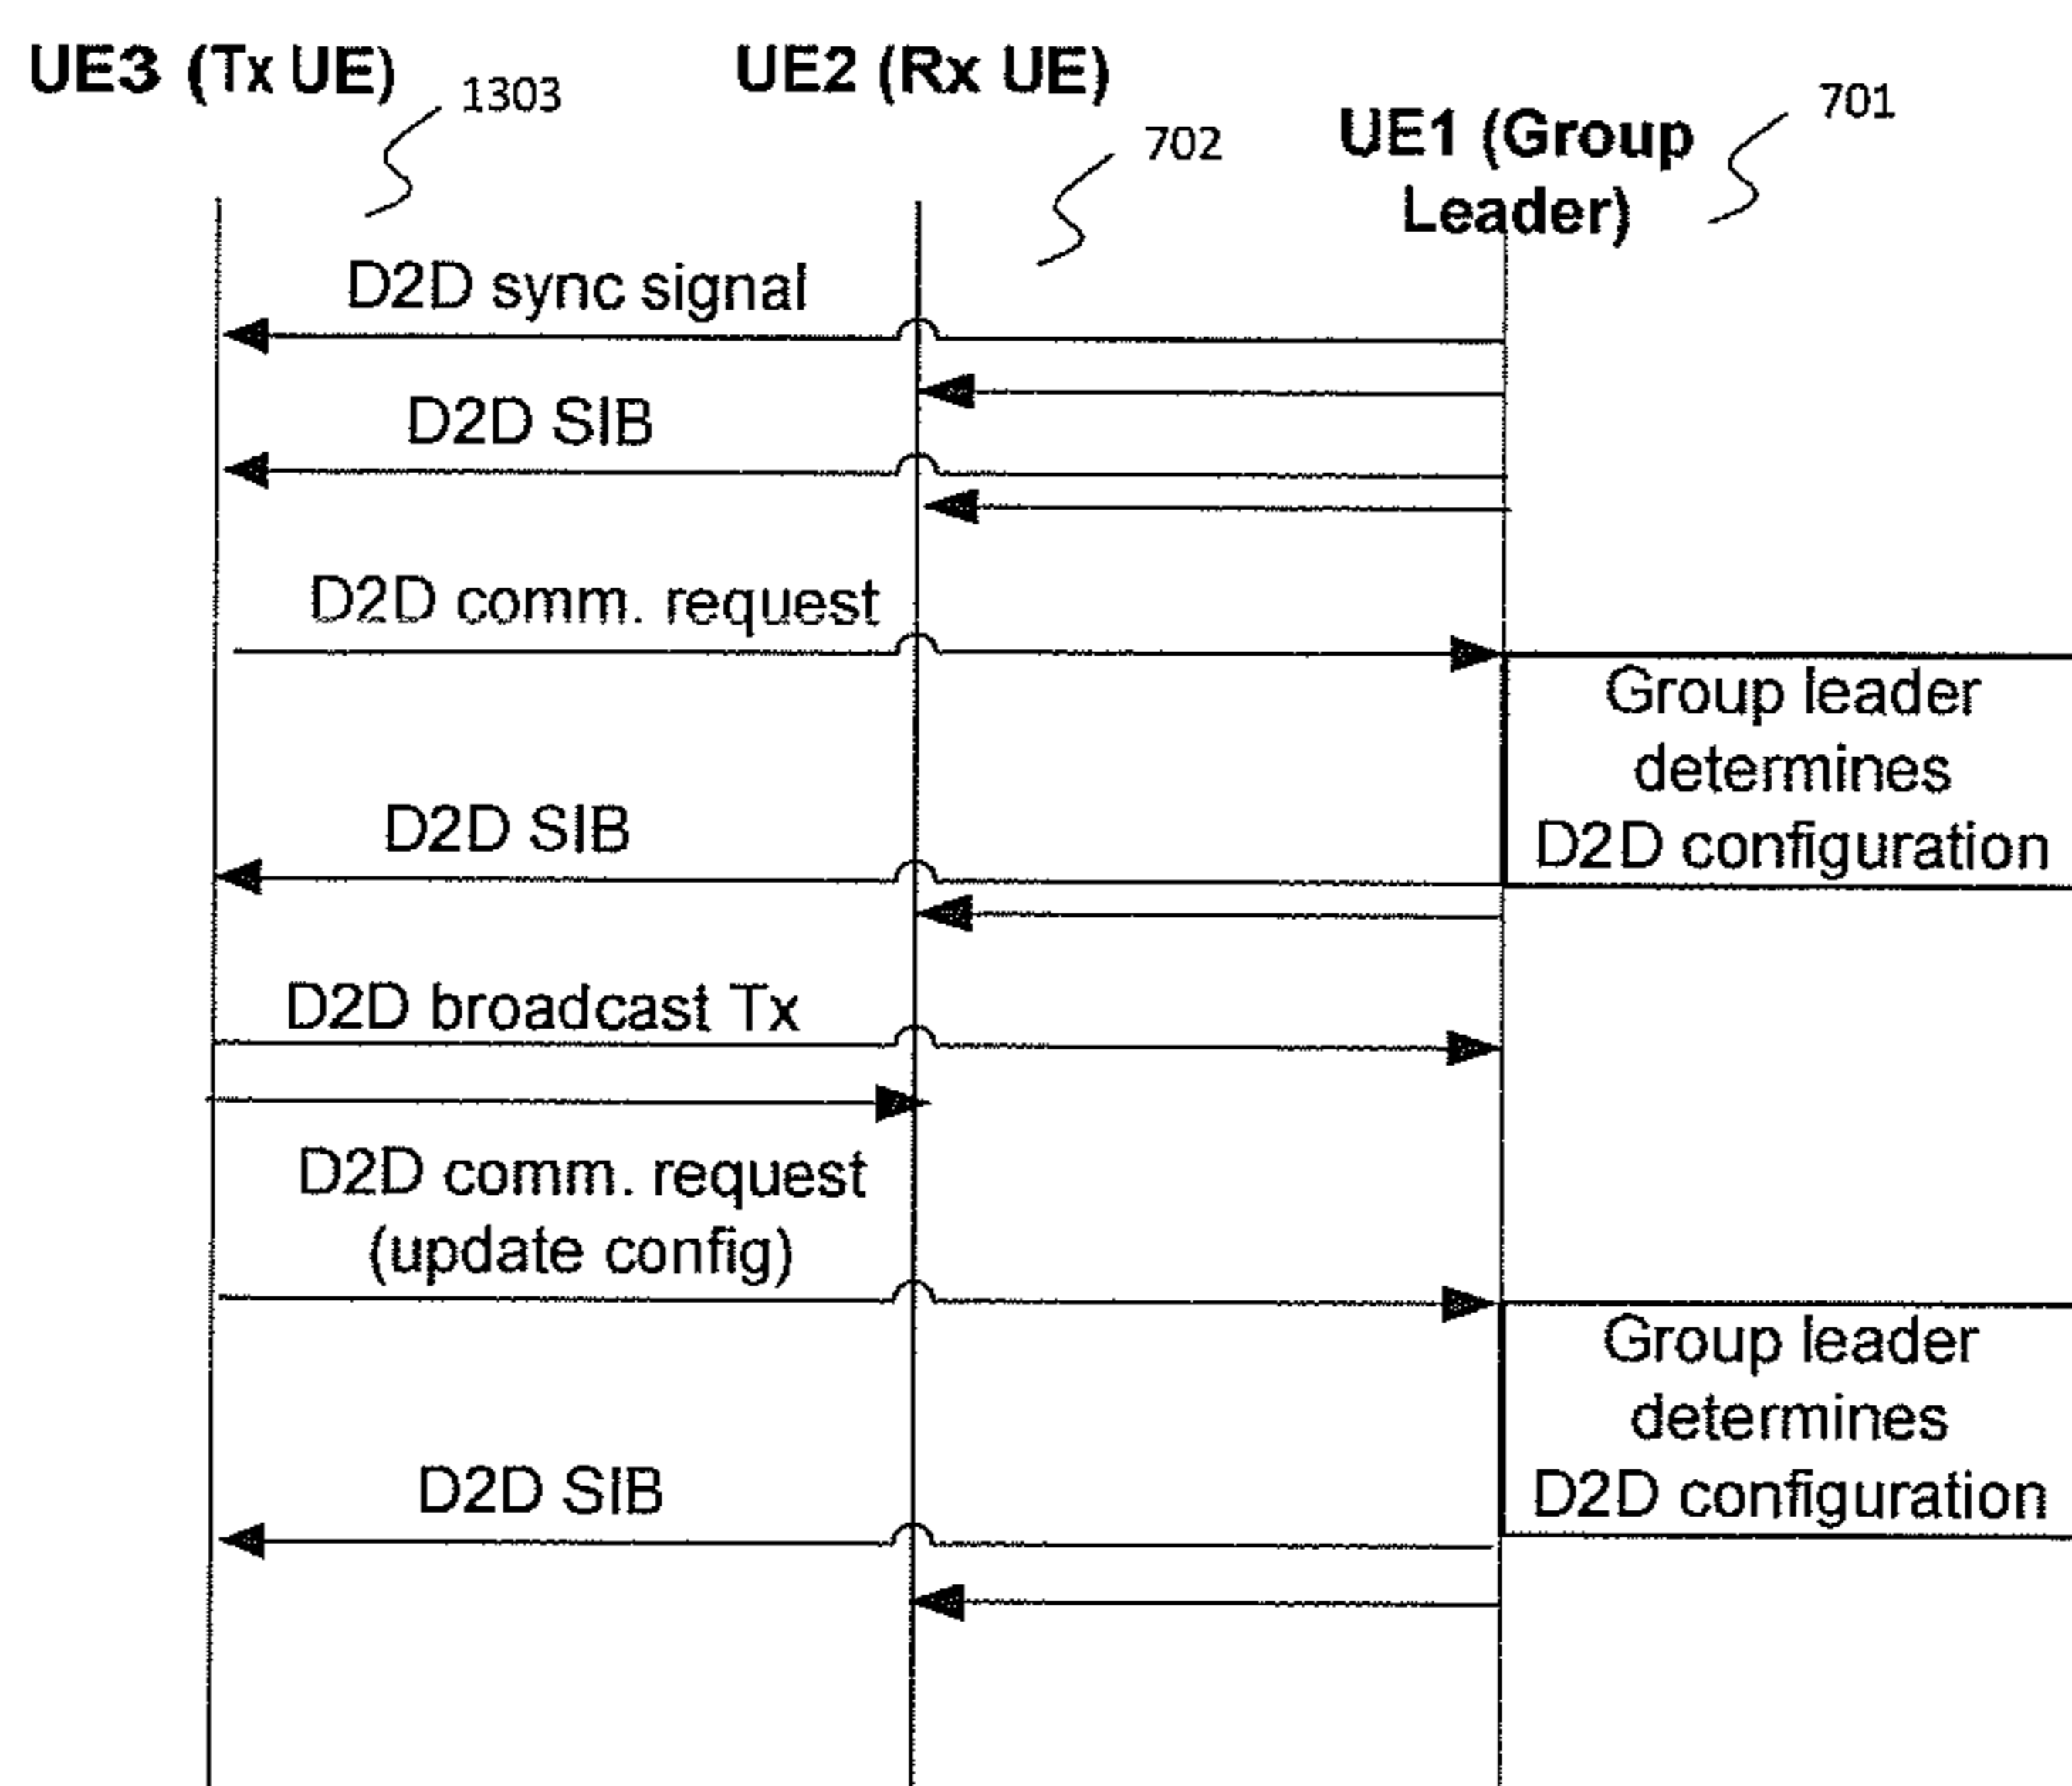 UE3 (Tx UE)
1303
UE2 (Rx UE)
702
UE1 (Group
Leader)
701
D2D sync signal
D2D SIB
D2D comm. request
Group leader
determines
D2D configuration
D2D SIB
D2D broadcast Tx
D2D comm. request
(update config)
Group leader
determines
D2D configuration
D2D SIB